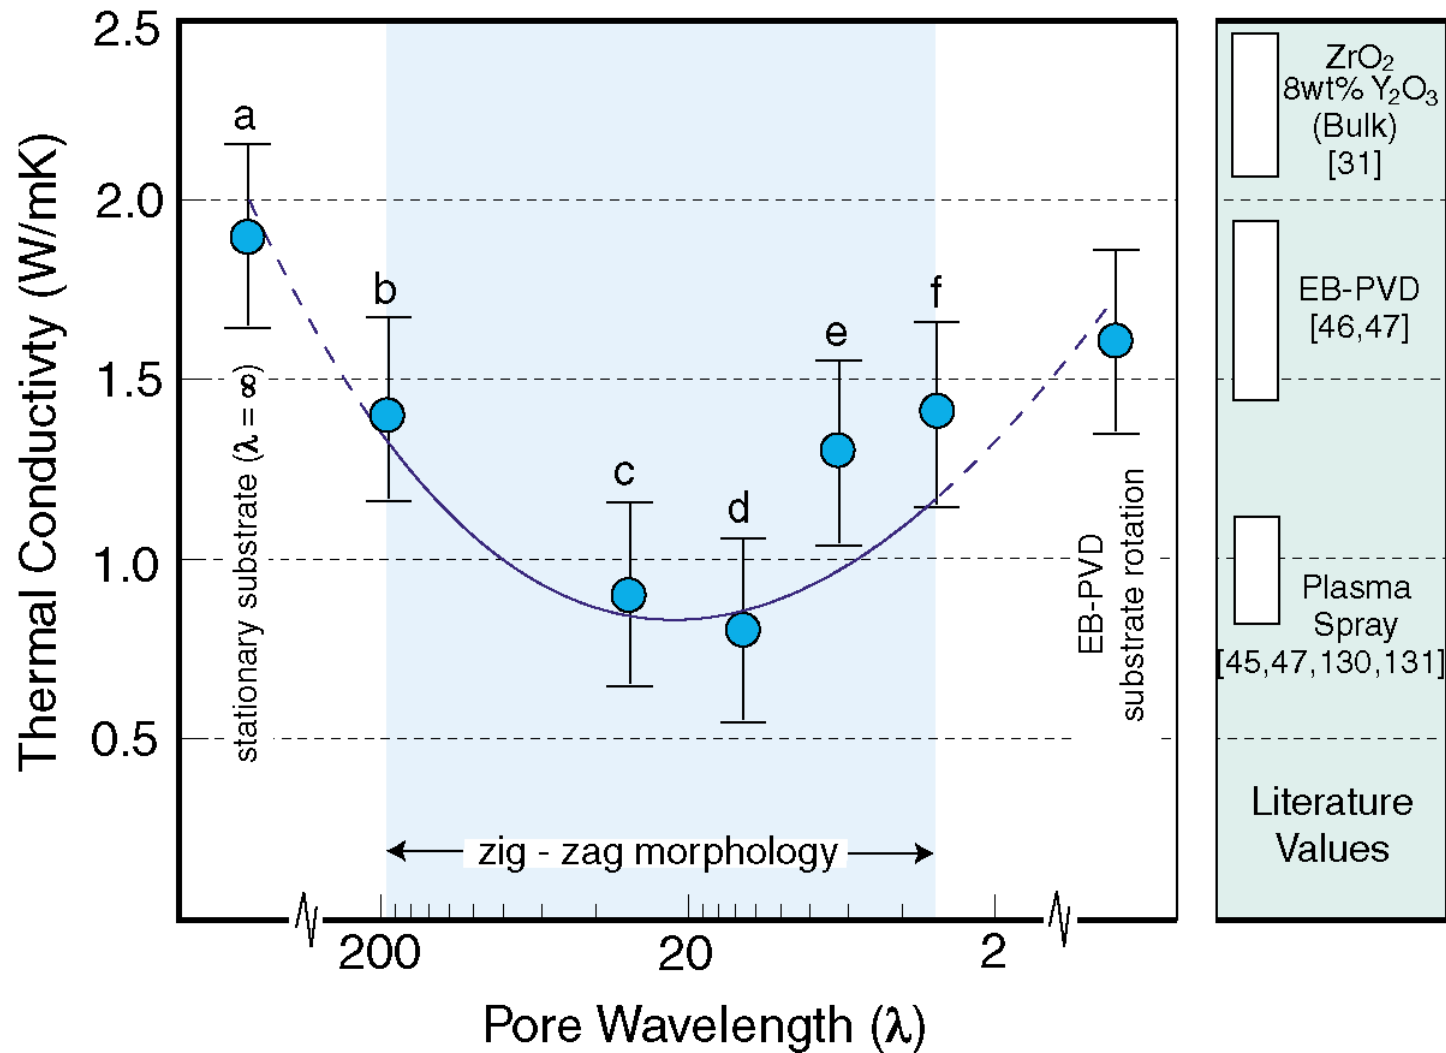 Thermal Conductivty (W/mK)
2.5
2.0
1.5
1.0
0.5
a
b
c
d
e
f
stationary substrate (λ = ∞)
EB-PVD
substrate rotation
zig - zag morphology
200
20
2
Pore Wavelength (λ)
ZrO₂
8wt% Y₂O₃
(Bulk)
[31]
EB-PVD
[46,47]
Plasma
Spray
[45,47,130,131]
Literature
Values